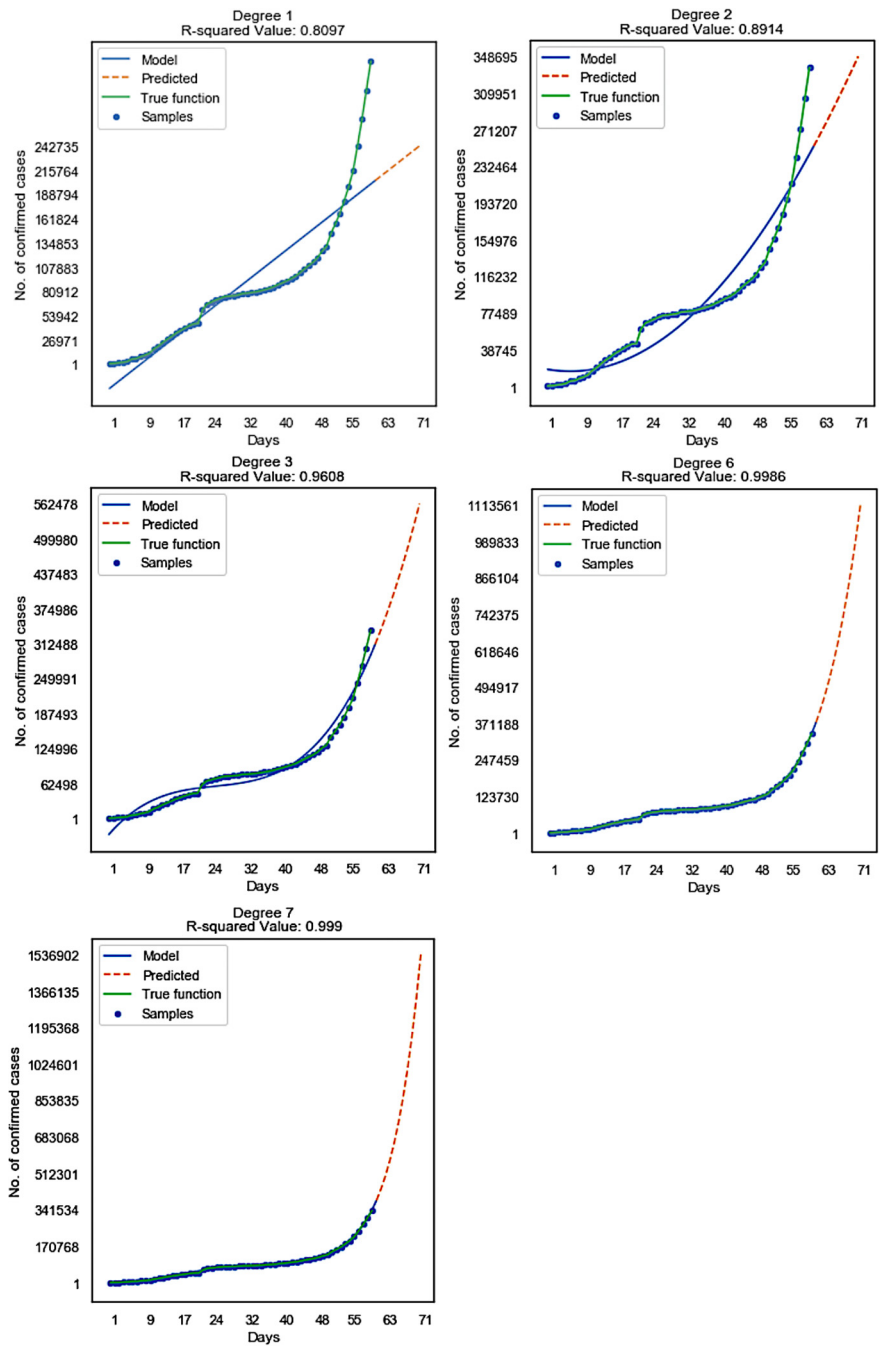 Degree 1
R-squared Value: 0.8097
Model
Predicted
True function
Samples
No. of confirmed cases
242735
215764
188794
161824
134853
107883
80912
53942
26971
1
1 9 17 24 32 40 48 55 63 71
Days
Degree 2
R-squared Value: 0.8914
Model
Predicted
True function
Samples
No. of confirmed cases
348695
309951
271207
232464
193720
154976
116232
77489
38745
1
1 9 17 24 32 40 48 55 63 71
Days
Degree 3
R-squared Value: 0.9608
Model
Predicted
True function
Samples
No. of confirmed cases
562478
499980
437483
374986
312488
249991
187493
124996
62498
1
1 9 17 24 32 40 48 55 63 71
Days
Degree 6
R-squared Value: 0.9986
Model
Predicted
True function
Samples
No. of confirmed cases
1113561
989833
866104
742375
618646
494917
371188
247459
123730
1
1 9 17 24 32 40 48 55 63 71
Days
Degree 7
R-squared Value: 0.999
Model
Predicted
True function
Samples
No. of confirmed cases
1536902
1366135
1195368
1024601
853835
683068
512301
341534
170768
1
1 9 17 24 32 40 48 55 63 71
Days